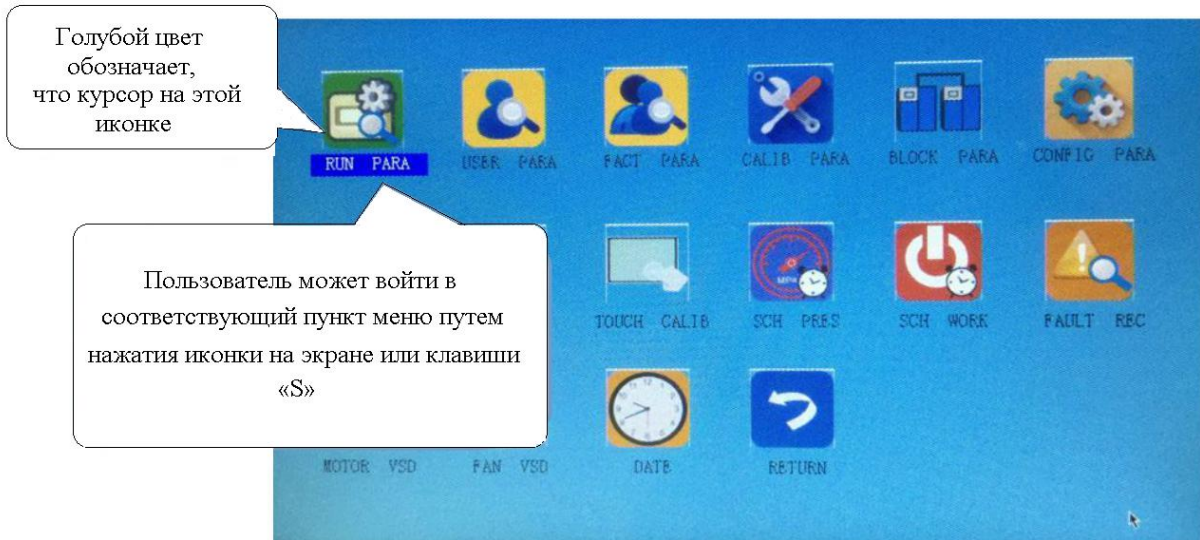 Голубой цвет
обозначает,
что курсор на этой
иконке
RUN PARA
USER PARA
FACT PARA
CALIB PARA
BLOCK PARA
CONFIG PARA
Пользователь может войти в
соответствующий пункт меню путем
нажатия иконки на экране или клавиши
«S»
TOUCH CALIB
MPa
SCH PRES
SCH WORK
FAULT REC
12
MOTOR VSD
FAN VSD
DATE
RETURN